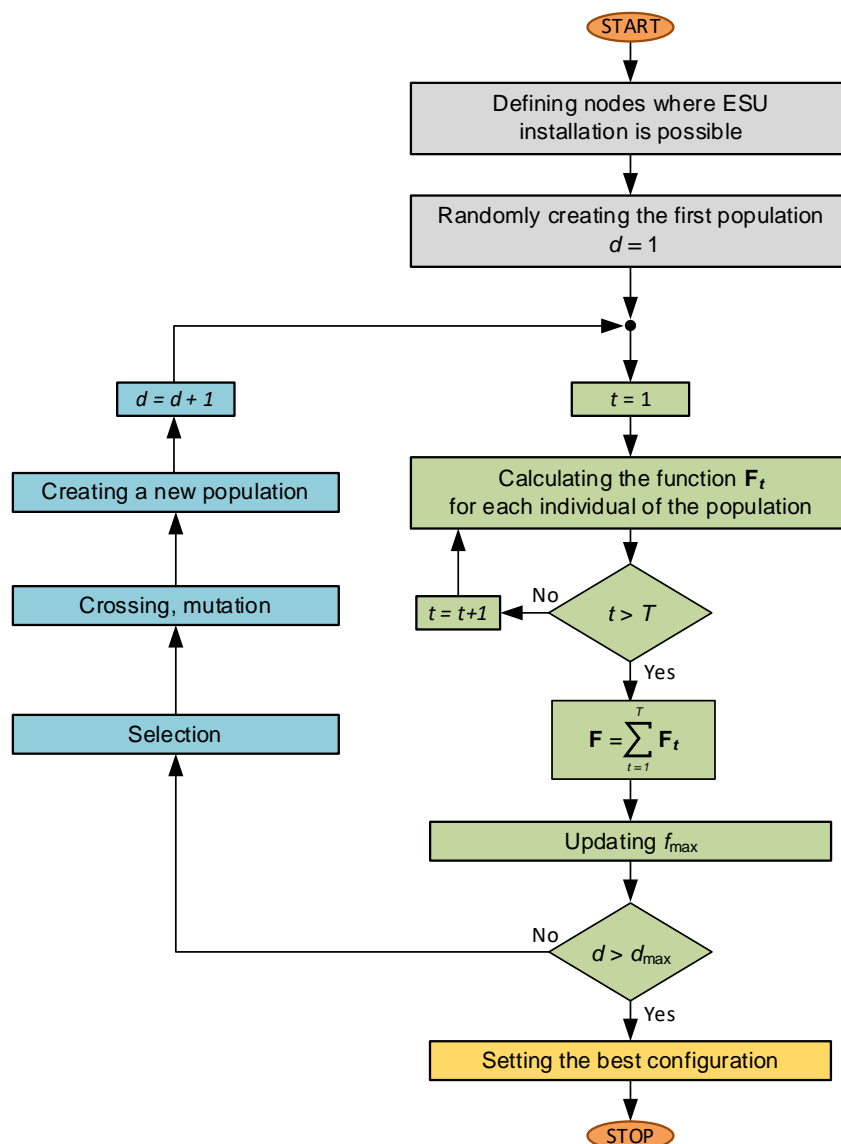 START
Defining nodes where ESU
installation is possible
Randomly creating the first population
d = 1
d = d + 1
t = 1
Creating a new population
Calculating the function F_t
for each individual of the population
Crossing, mutation
t = t+1
No
t > T
Yes
Selection
F = ∑_{t=1}^{T} F_t
Updating f_max
No
d > d_max
Yes
Setting the best configuration
STOP